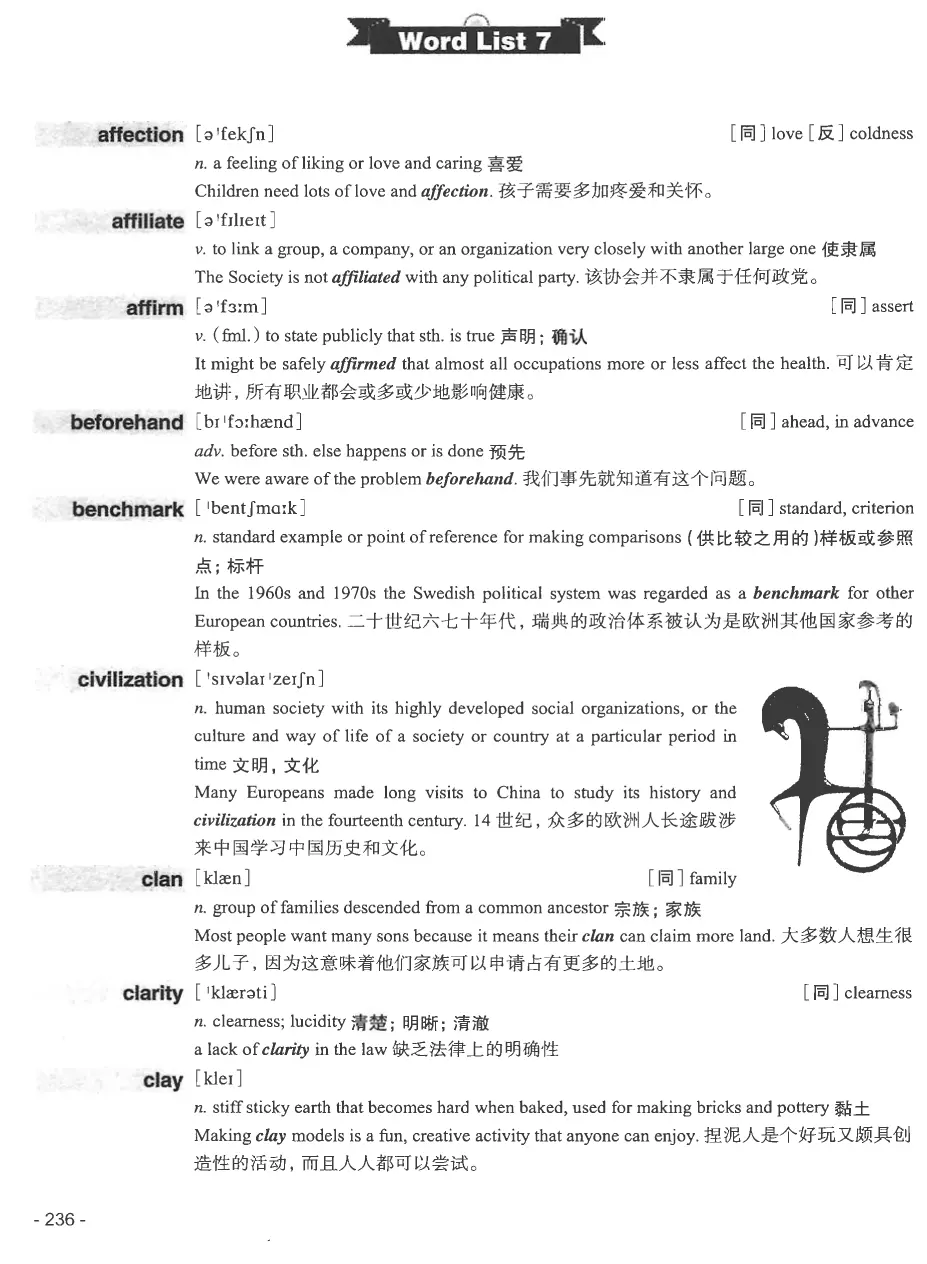 Word List 7
affection [ə'fekʃn] [同] love [反] coldness
n. a feeling of liking or love and caring 喜爱
Children need lots of love and affection. 孩子需要多加疼爱和关怀。
affiliate [ə'fɪlɪeɪt]
v. to link a group, a company, or an organization very closely with another large one 使隶属
The Society is not affiliated with any political party. 该协会并不隶属于任何政党。
affirm [ə'fɜːm] [同] assert
v. (fml.) to state publicly that sth. is true 声明; 确认
It might be safely affirmed that almost all occupations more or less affect the health. 可以肯定
地讲, 所有职业都会或多或少地影响健康。
beforehand [bɪ'fɔːhænd] [同] ahead, in advance
adv. before sth. else happens or is done 预先
We were aware of the problem beforehand. 我们事先就知道有这个问题。
benchmark ['bentʃmɑːk] [同] standard, criterion
n. standard example or point of reference for making comparisons (供比较之用的)样板或参照
点; 标杆
In the 1960s and 1970s the Swedish political system was regarded as a benchmark for other
European countries. 二十世纪六七十年代, 瑞典的政治体系被认为是欧洲其他国家参考的
样板。
civilization ['sɪvəlaɪ'zeɪʃn]
n. human society with its highly developed social organizations, or the
culture and way of life of a society or country at a particular period in
time 文明, 文化
Many Europeans made long visits to China to study its history and
civilization in the fourteenth century. 14 世纪, 众多的欧洲人长途跋涉
来中国学习中国历史和文化。
clan [klæn] [同] family
n. group of families descended from a common ancestor 宗族; 家族
Most people want many sons because it means their clan can claim more land. 大多数人想生很
多儿子, 因为这意味着他们家族可以申请占有更多的土地。
clarity ['klærəti] [同] clearness
n. clearness; lucidity 清楚; 明晰; 清澈
a lack of clarity in the law 缺乏法律上的明确性
clay [kleɪ]
n. stiff sticky earth that becomes hard when baked, used for making bricks and pottery 黏土
Making clay models is a fun, creative activity that anyone can enjoy. 捏泥人是个好玩又颇具创
造性的活动, 而且人人都可以尝试。
- 236 -